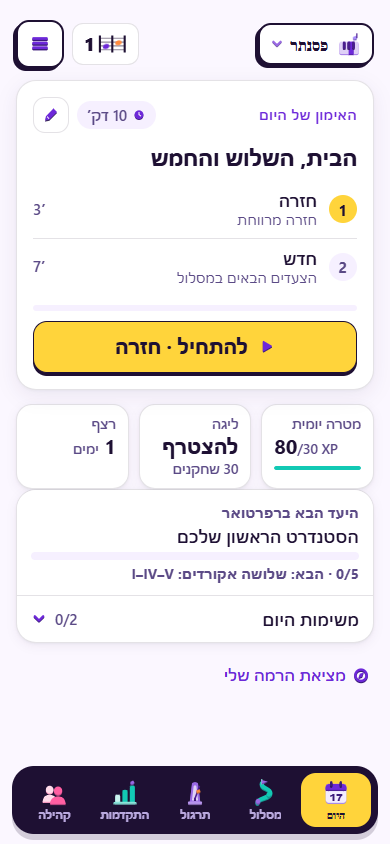 פסנתר
1
האימון של היום
10 דק׳
הבית, השלוש והחמש
1
חזרה
חזרה מרווחת
3׳
2
חדש
הצעדים הבאים במסלול
7׳
להתחיל · חזרה
מטרה יומית
80/30 XP
ליגה
להצטרף
30 שחקנים
רצף
1 ימים
היעד הבא ברפרטואר
הסטנדרט הראשון שלכם
0/5 · הבא: שלושה אקורדים: I–IV–V
משימות היום
0/2
מציאת הרמה שלי
17
היום
מסלול
תרגול
התקדמות
קהילה